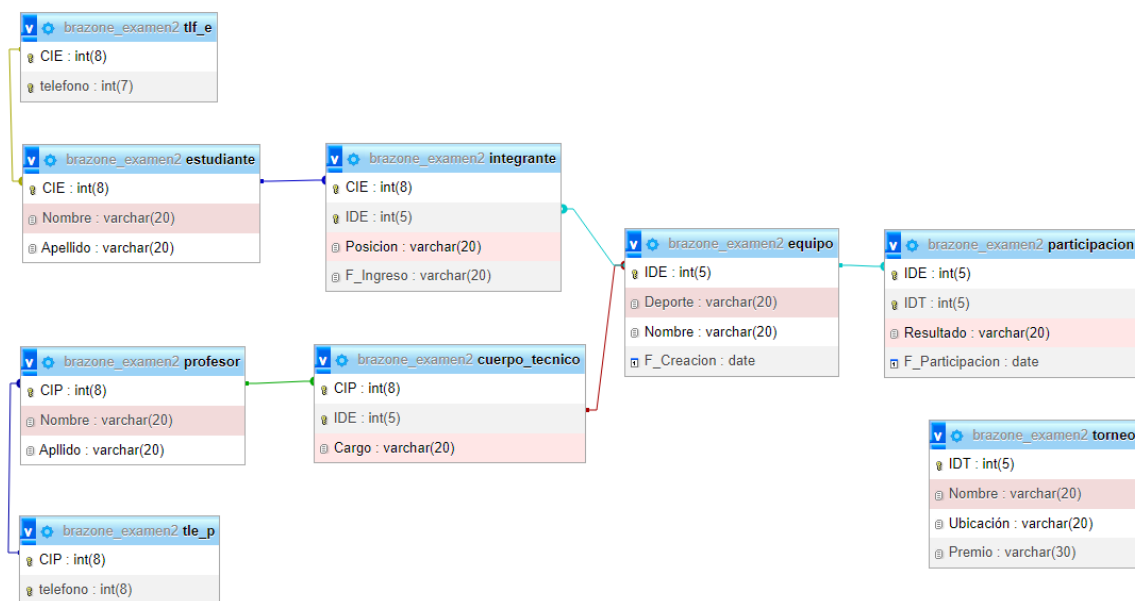 brazone_examen2 tlf_e
CIE : int(8)
telefono : int(7)
brazone_examen2 estudiante
CIE : int(8)
Nombre : varchar(20)
Apellido : varchar(20)
brazone_examen2 integrante
CIE : int(8)
IDE : int(5)
Posicion : varchar(20)
F_Ingreso : varchar(20)
brazone_examen2 equipo
IDE : int(5)
Deporte : varchar(20)
Nombre : varchar(20)
F_Creacion : date
brazone_examen2 participacion
IDE : int(5)
IDT : int(5)
Resultado : varchar(20)
F_Participacion : date
brazone_examen2 profesor
CIP : int(8)
Nombre : varchar(20)
Apllido : varchar(20)
brazone_examen2 cuerpo_tecnico
CIP : int(8)
IDE : int(5)
Cargo : varchar(20)
brazone_examen2 torneo
IDT : int(5)
Nombre : varchar(20)
Ubicación : varchar(20)
Premio : varchar(30)
brazone_examen2 tle_p
CIP : int(8)
telefono : int(8)